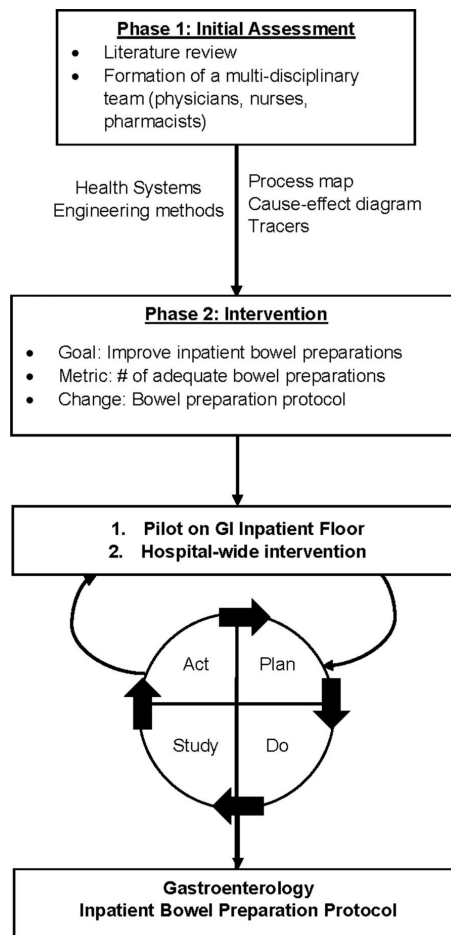 Phase 1: Initial Assessment
• Literature review
• Formation of a multi-disciplinary
team (physicians, nurses,
pharmacists)
Health Systems
Engineering methods
Process map
Cause-effect diagram
Tracers
Phase 2: Intervention
• Goal: Improve inpatient bowel preparations
• Metric: # of adequate bowel preparations
• Change: Bowel preparation protocol
1. Pilot on GI Inpatient Floor
2. Hospital-wide intervention
Act
Plan
Study
Do
Gastroenterology
Inpatient Bowel Preparation Protocol